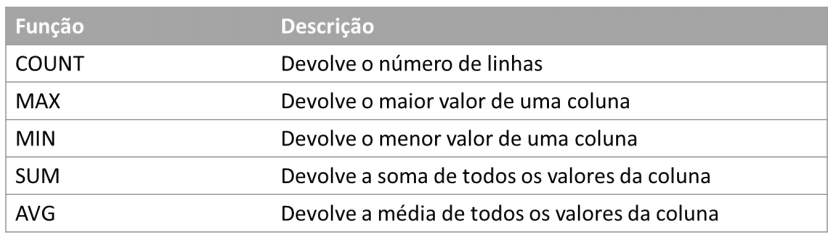 Função Descrição
COUNT Devolve o número de linhas
MAX Devolve o maior valor de uma coluna
MIN Devolve o menor valor de uma coluna
SUM Devolve a soma de todos os valores da coluna
AVG Devolve a média de todos os valores da coluna